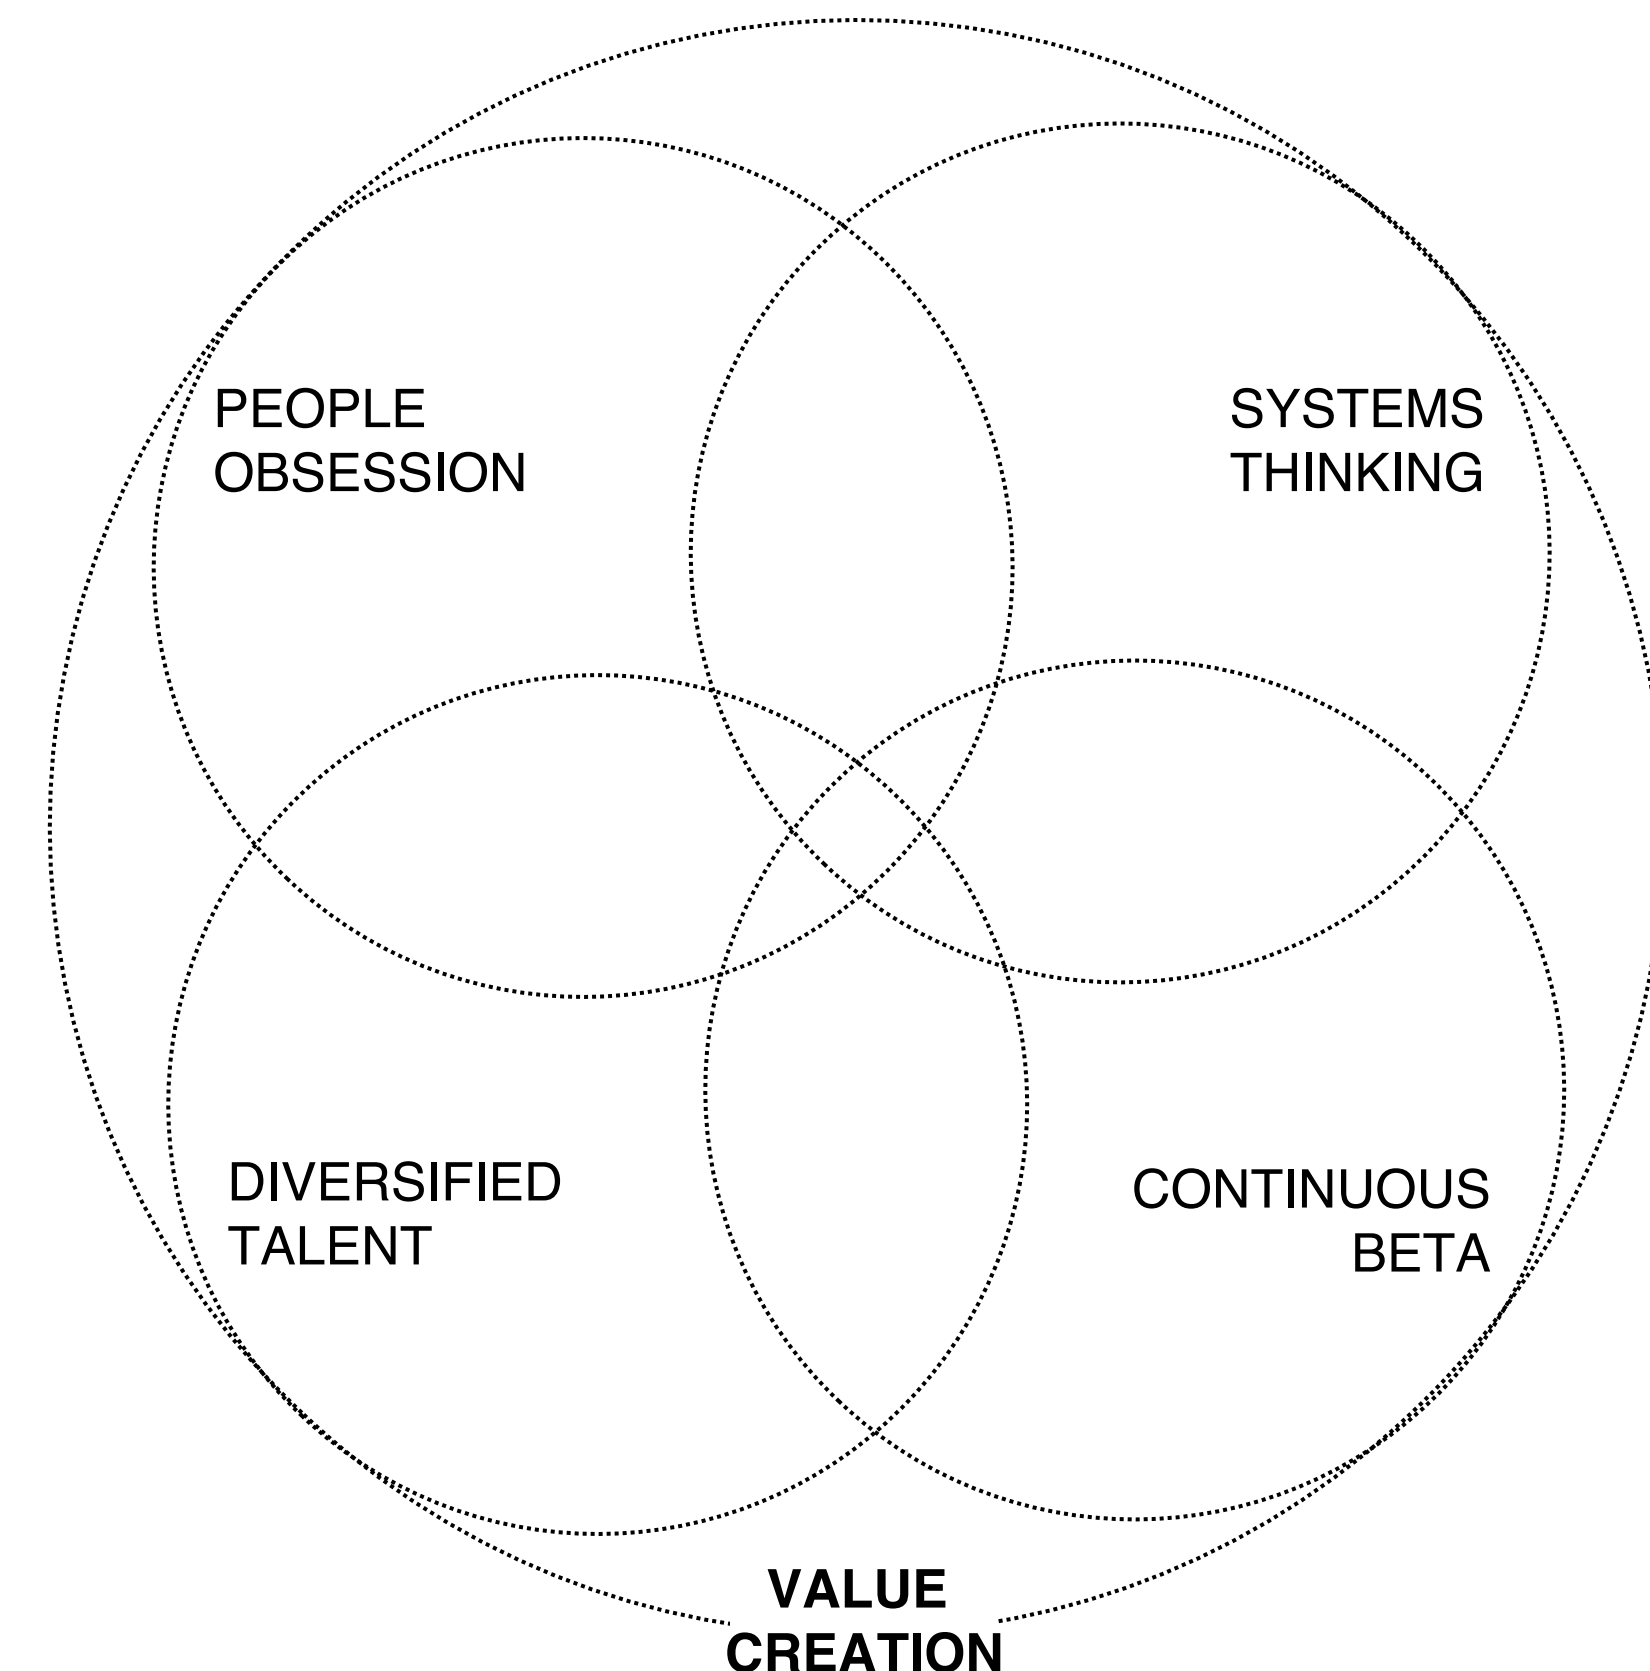 PEOPLE
OBSESSION
SYSTEMS
THINKING
DIVERSIFIED
TALENT
CONTINUOUS
BETA
VALUE
CREATION